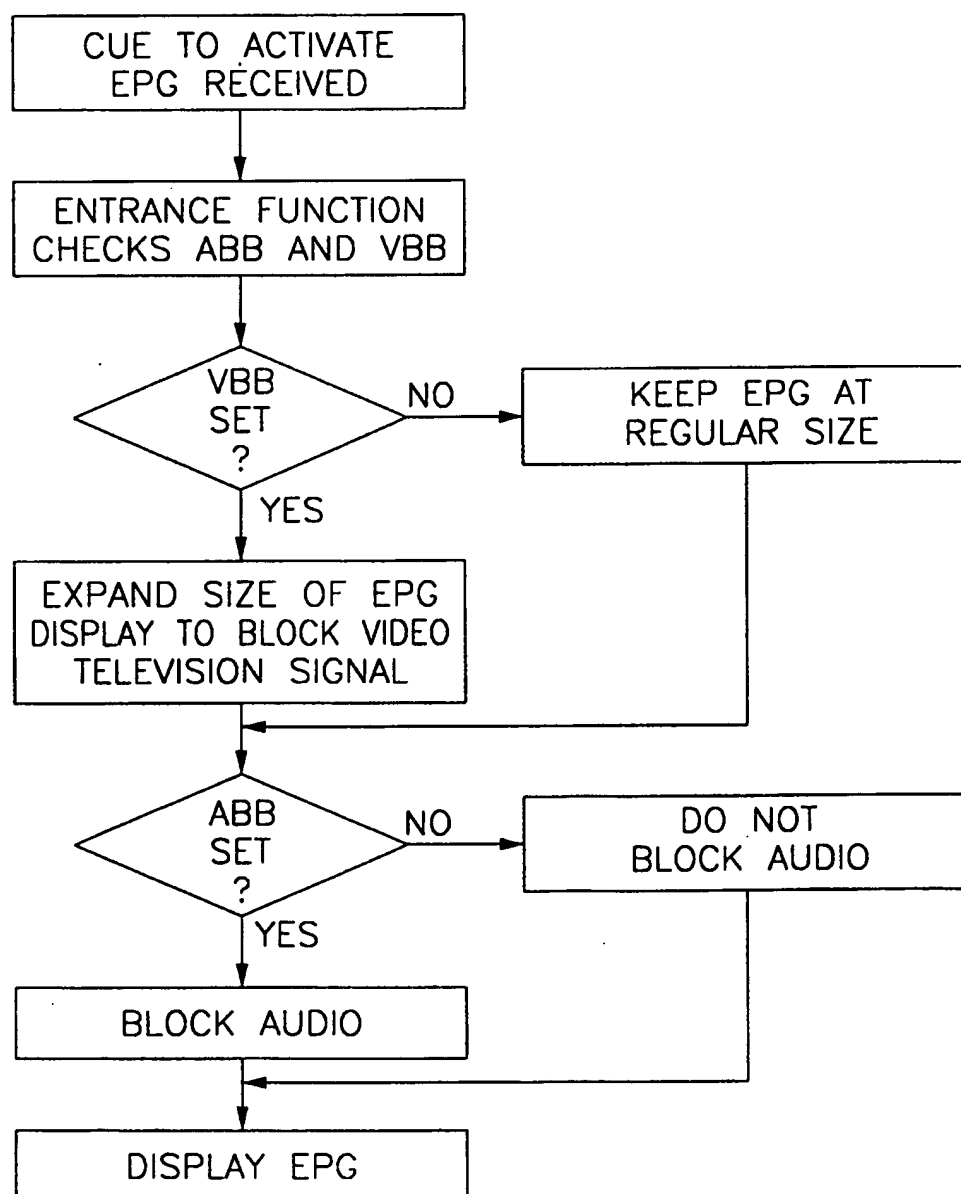 CUE TO ACTIVATE
EPG RECEIVED
ENTRANCE FUNCTION
CHECKS ABB AND VBB
VBB
SET
?
NO
KEEP EPG AT
REGULAR SIZE
YES
EXPAND SIZE OF EPG
DISPLAY TO BLOCK VIDEO
TELEVISION SIGNAL
ABB
SET
?
NO
DO NOT
BLOCK AUDIO
YES
BLOCK AUDIO
DISPLAY EPG